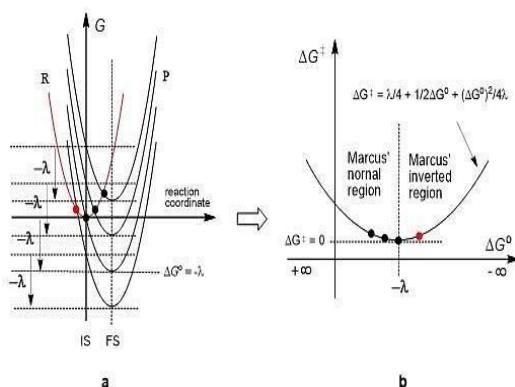 G
R
P
–λ
–λ
–λ
–λ
reaction
coordinate
ΔG⁰ = -λ
IS
FS
a
ΔG‡
ΔG‡ = λ/4 + 1/2ΔG⁰ + (ΔG⁰)²/4λ
Marcus' nornal region
Marcus' inverted region
ΔG‡ = 0
ΔG⁰
+∞
- ∞
–λ
b